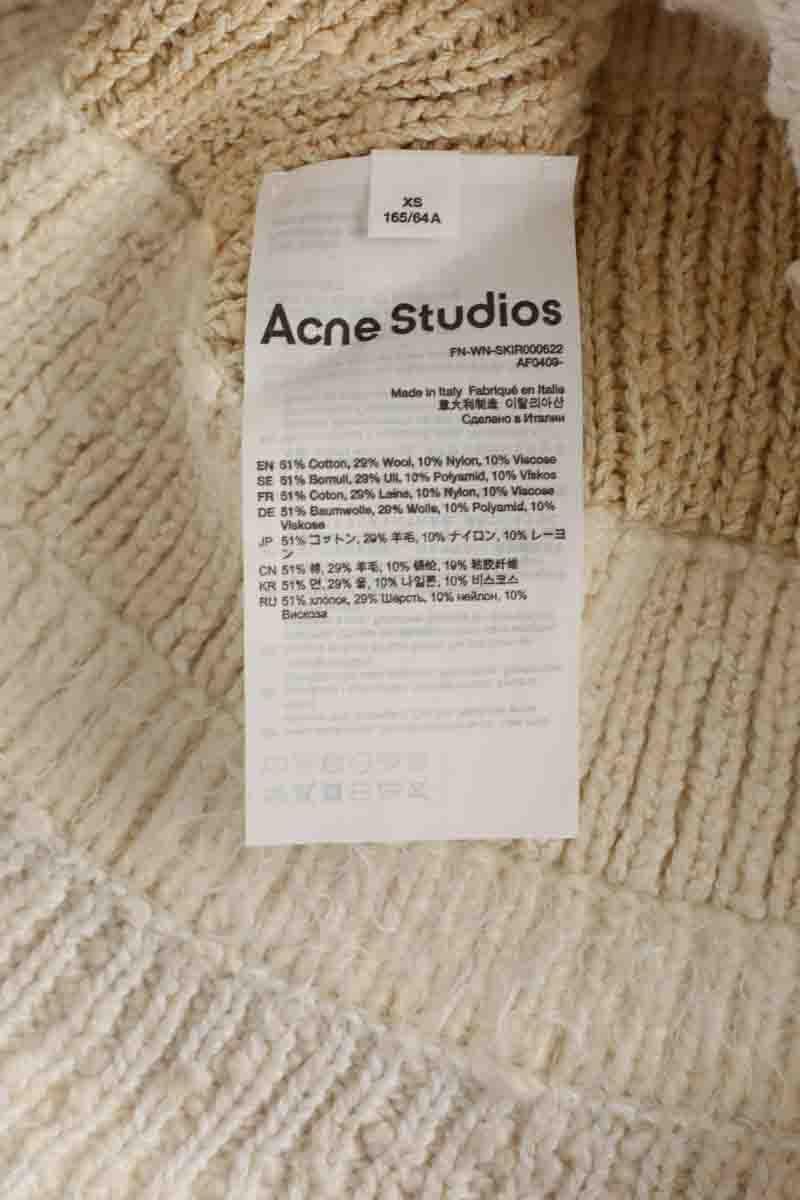 XS
165/64A
Acne Studios
FN-WN-SKIR000622
AF0409-
Made in Italy Fabriqué en Italie
意大利制造 이탈리아산
Сделано в Италии
EN 51% Cotton, 29% Wool, 10% Nylon, 10% Viscose
SE 51% Bomull, 29% Ull, 10% Polyamid, 10% Viskos
FR 51% Coton, 29% Laine, 10% Nylon, 10% Viscose
DE 51% Baumwolle, 29% Wolle, 10% Polyamid, 10%
Viskose
JP 51% コットン, 29% 羊毛, 10% ナイロン, 10% レーヨ
ン
CN 51% 棉, 29% 羊毛, 10% 锦纶, 10% 粘胶纤维
KR 51% 면, 29% 울, 10% 나일론, 10% 비스코스
RU 51% хлопок, 29% Шерсть, 10% нейлон, 10%
Вискоза